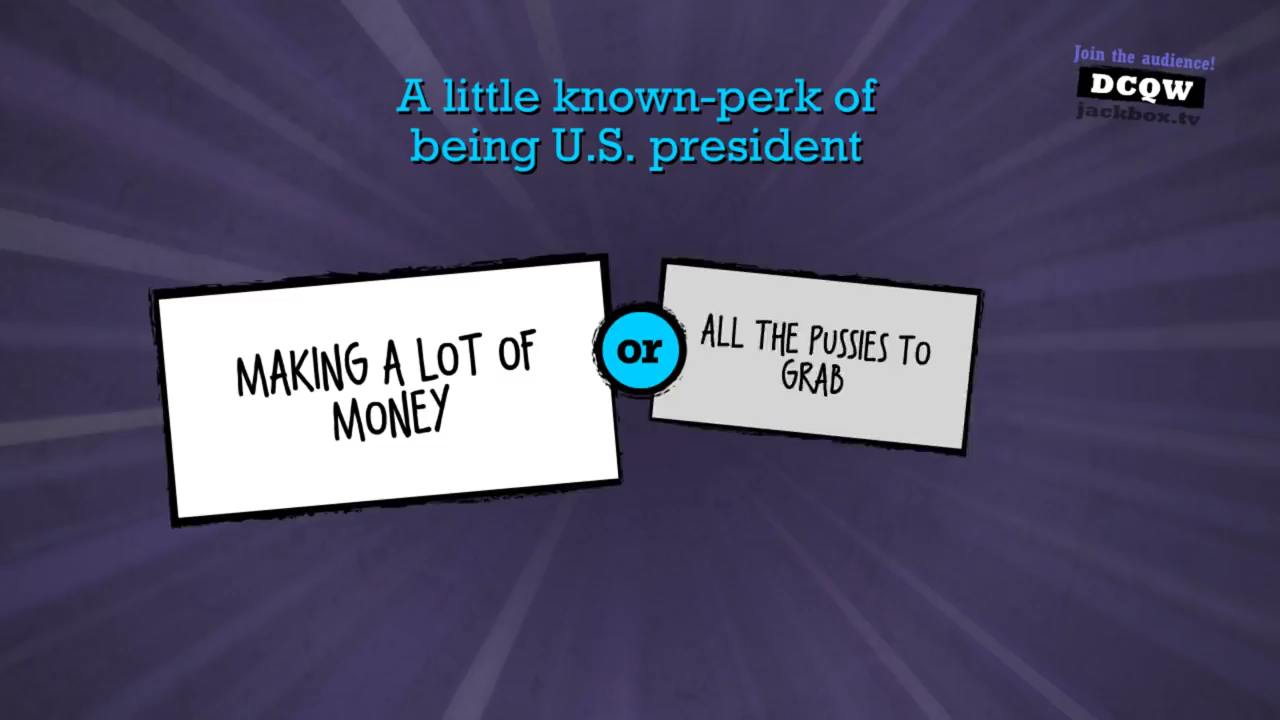 Join the audience!
DCQW
jackbox.tv
A little known-perk of
being U.S. president
MAKING A LOT OF
MONEY
or
ALL THE PUSSIES TO
GRAB